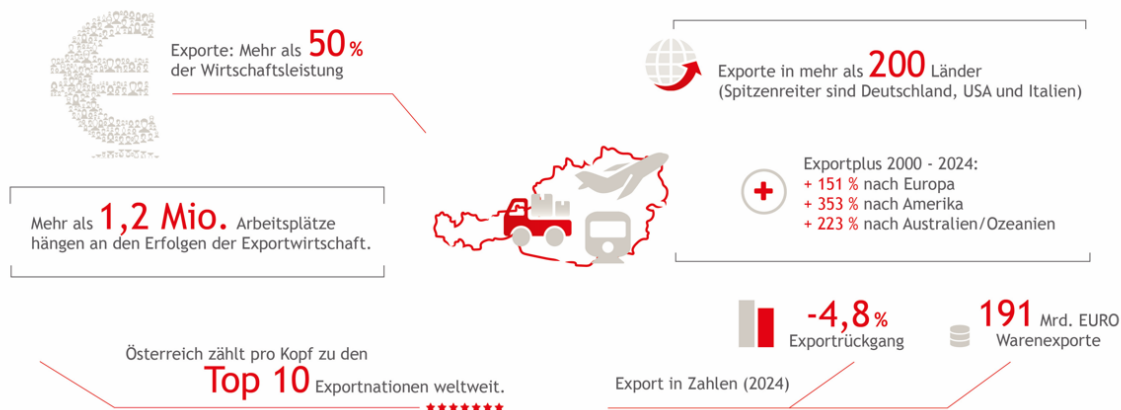 Exporte: Mehr als 50 %
der Wirtschaftsleistung
Exporte in mehr als 200 Länder
(Spitzenreiter sind Deutschland, USA und Italien)
Mehr als 1,2 Mio. Arbeitsplätze
hängen an den Erfolgen der Exportwirtschaft.
Exportplus 2000 - 2024:
+ 151 % nach Europa
+ 353 % nach Amerika
+ 223 % nach Australien/Ozeanien
Österreich zählt pro Kopf zu den
Top 10 Exportnationen weltweit.
Export in Zahlen (2024)
-4,8 %
Exportrückgang
191 Mrd. EURO
Warenexporte